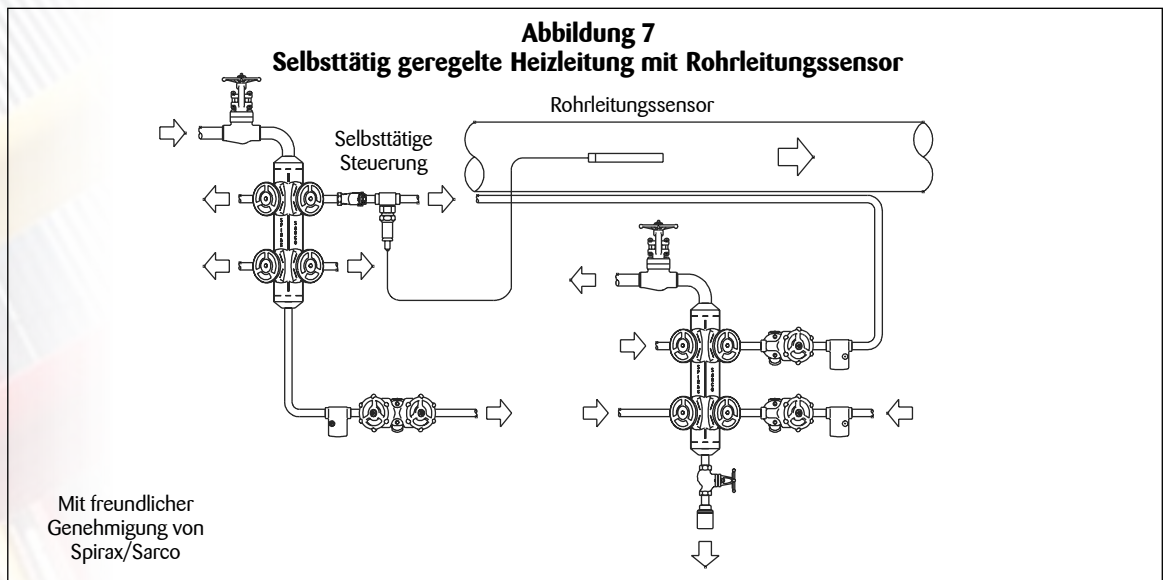 Abbildung 7
Selbsttätig geregelte Heizleitung mit Rohrleitungssensor
Rohrleitungssensor
Selbsttätige
Steuerung
Mit freundlicher
Genehmigung von
Spirax/Sarco